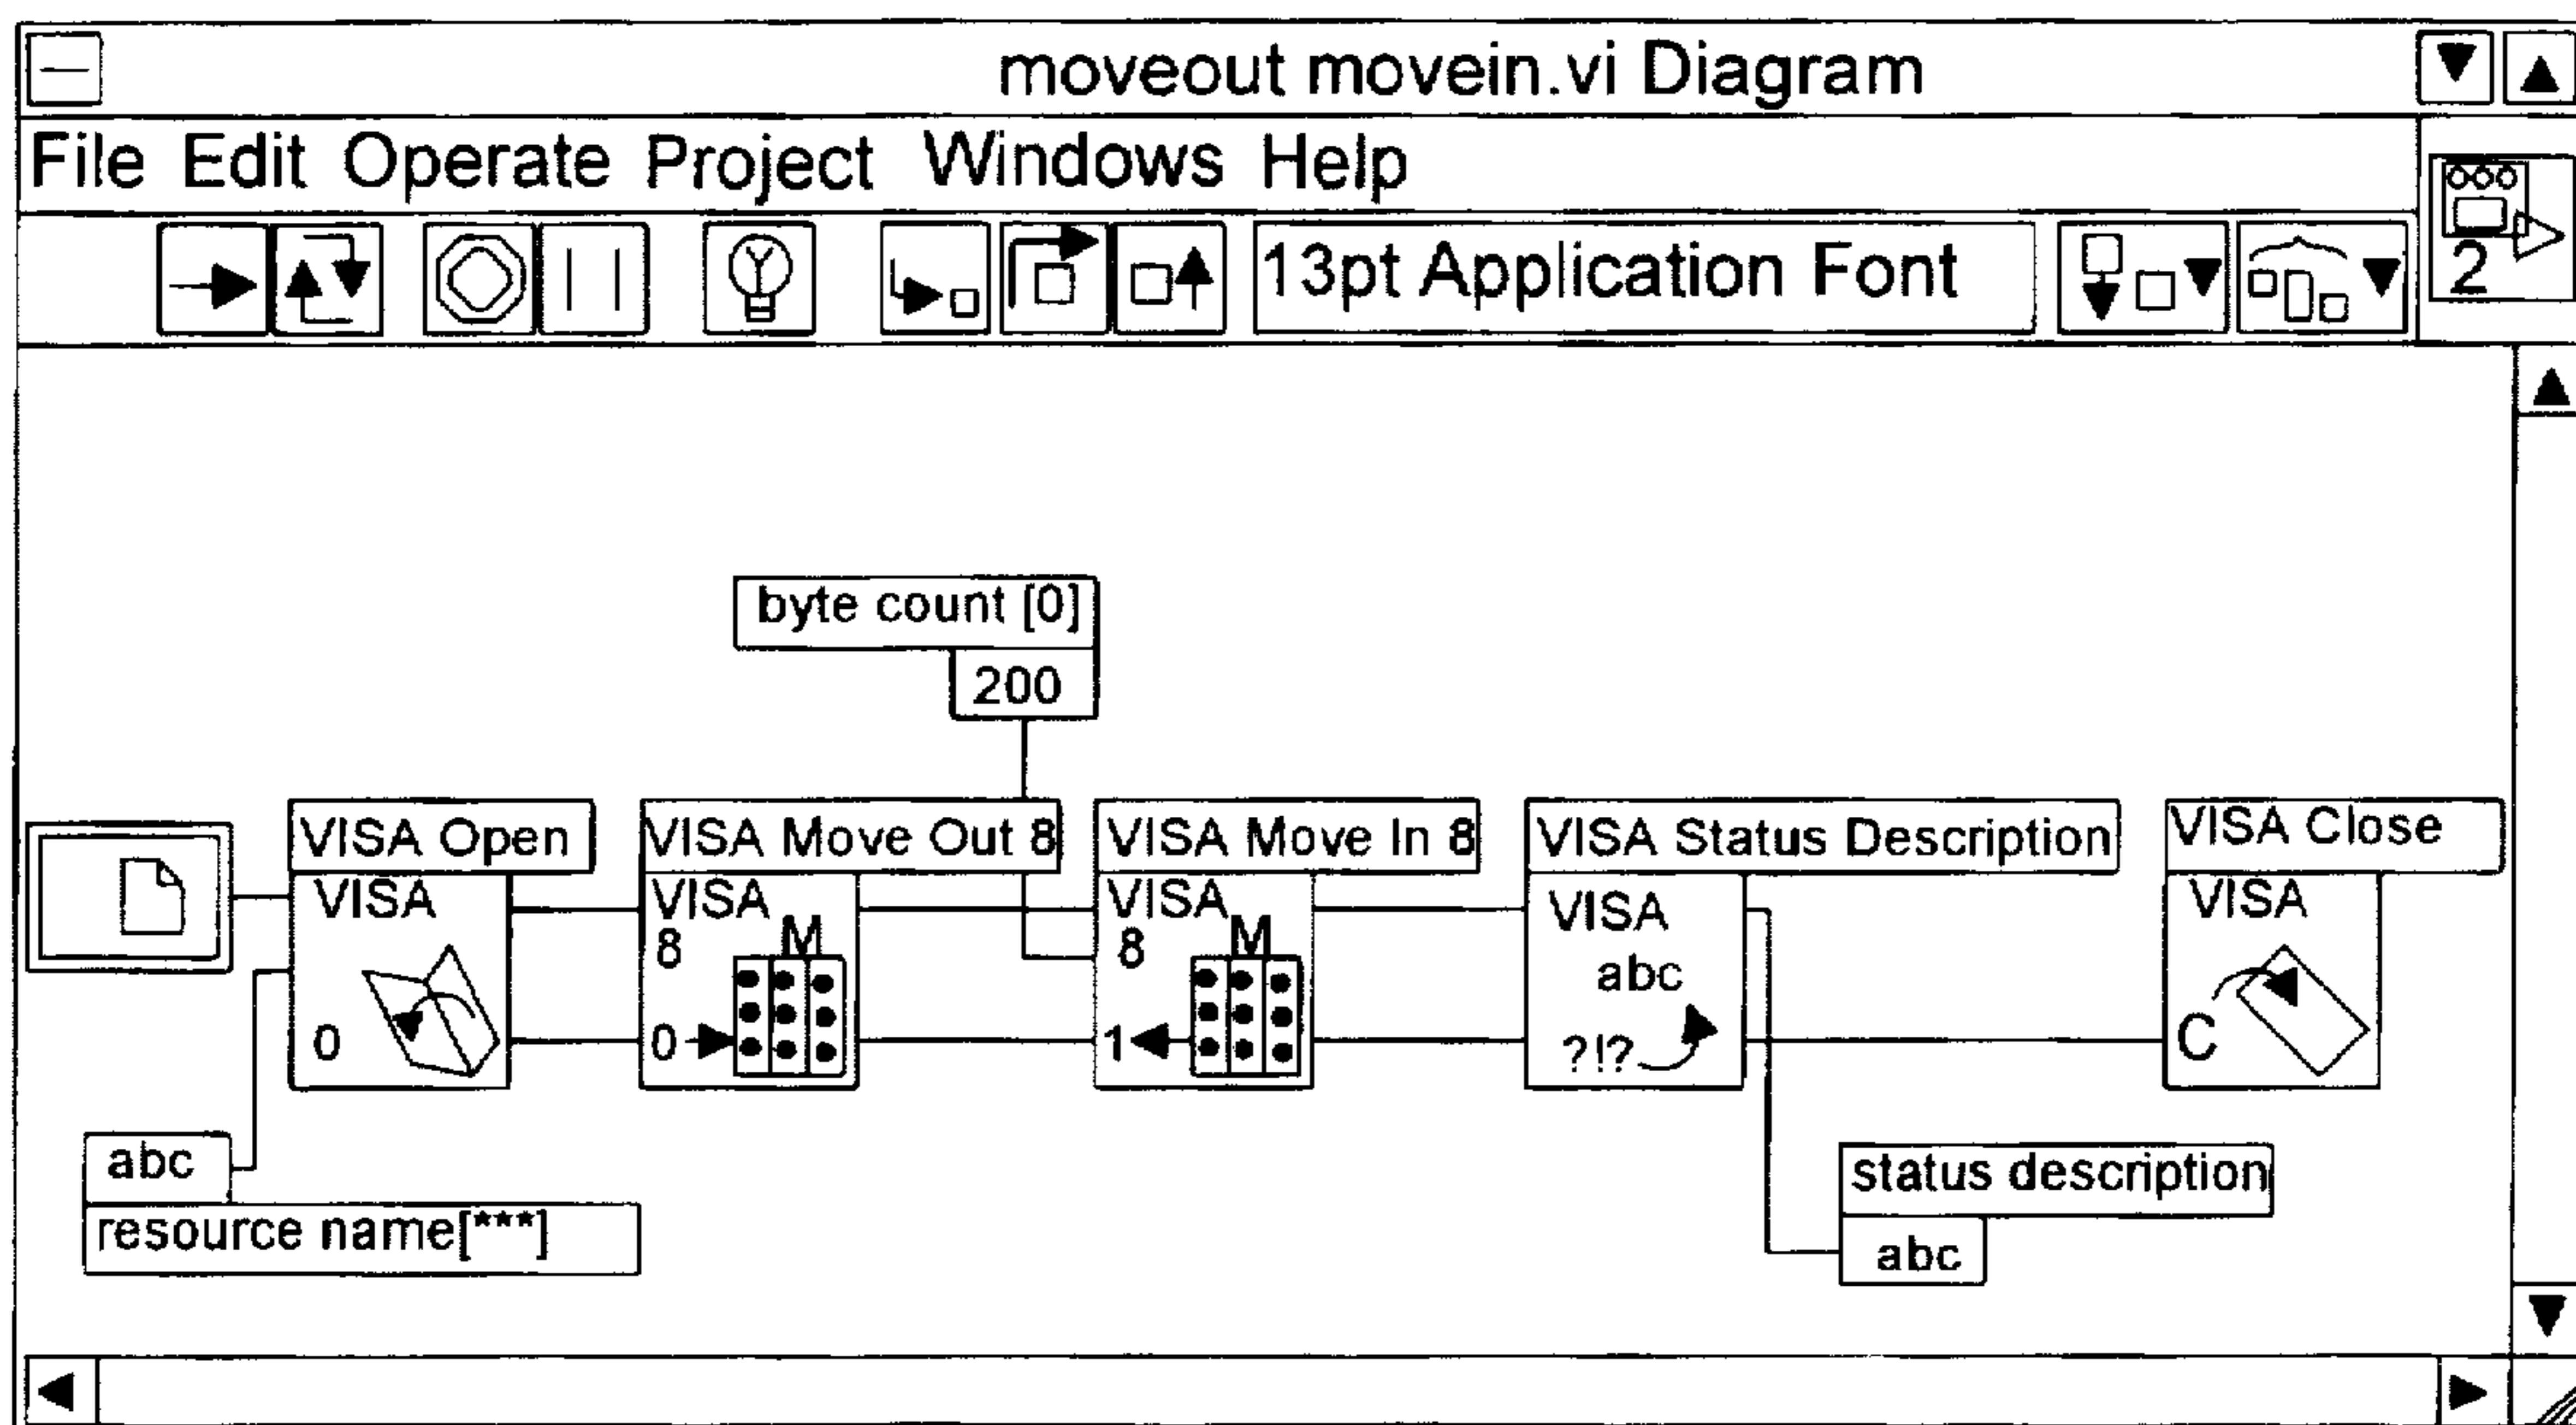 moveout movein.vi Diagram
File Edit Operate Project Windows Help
13pt Application Font
2
byte count [0]
200
VISA Open
VISA Move Out 8
VISA Move In 8
VISA Status Description
VISA Close
VISA
0
VISA
8
M
0
VISA
8
M
1
VISA
abc
?!?
VISA
C
abc
resource name[***]
status description
abc